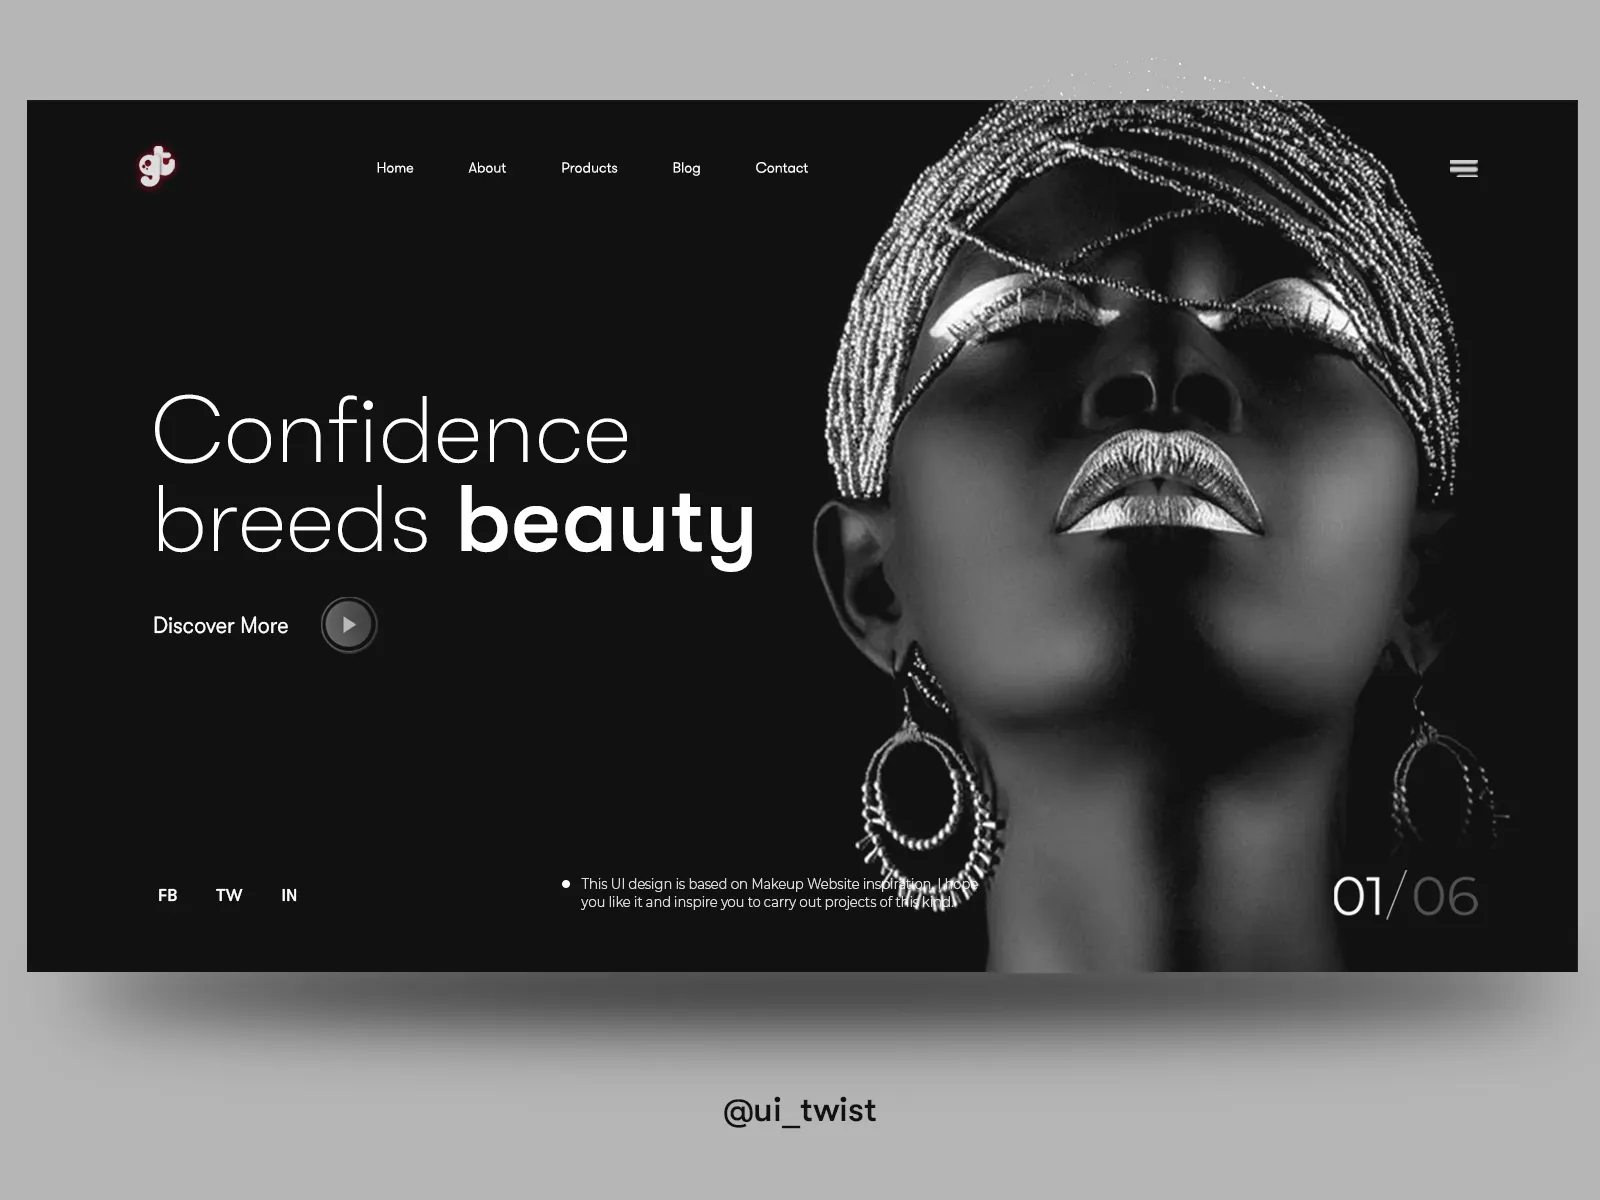 gt
Home About Products Blog Contact
Confidence
breeds beauty
Discover More
FB TW IN
This UI design is based on Makeup Website inspiration, I hope
you like it and inspire you to carry out projects of this kind.
01/06
@ui_twist